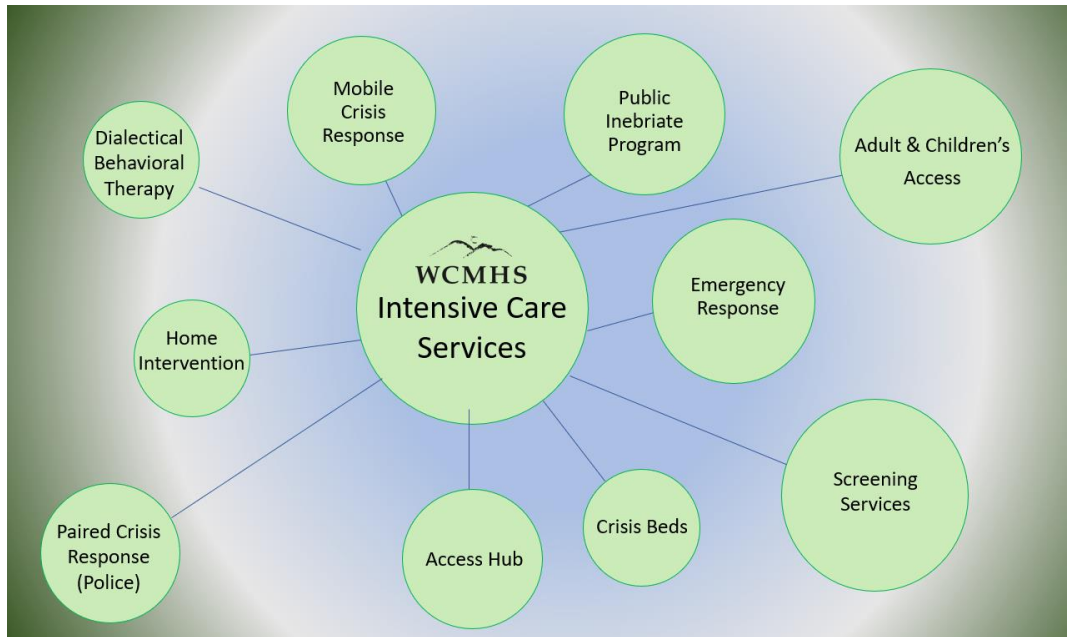 Mobile
Crisis
Response
Public
Inebriate
Program
Dialectical
Behavioral
Therapy
Adult & Children's
Access
WCMHS
Intensive Care
Services
Emergency
Response
Home
Intervention
Screening
Services
Paired Crisis
Response
(Police)
Access Hub
Crisis Beds